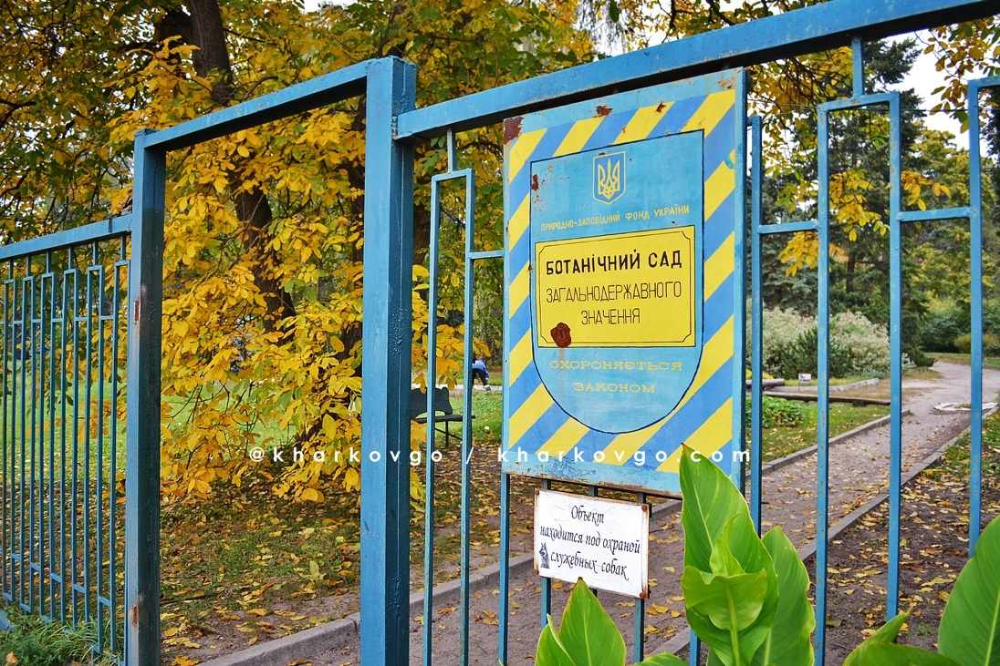 ПРИРОДНО-ЗАПОВІДНИЙ ФОНД УКРАЇНИ
БОТАНІЧНИЙ САД
ЗАГАЛЬНОДЕРЖАВНОГО
ЗНАЧЕННЯ
ОХОРОНЯЄТЬСЯ
ЗАКОНОМ
@kharkovgo / kharkovgo.com
Объект
находится под охраной
служебных собак